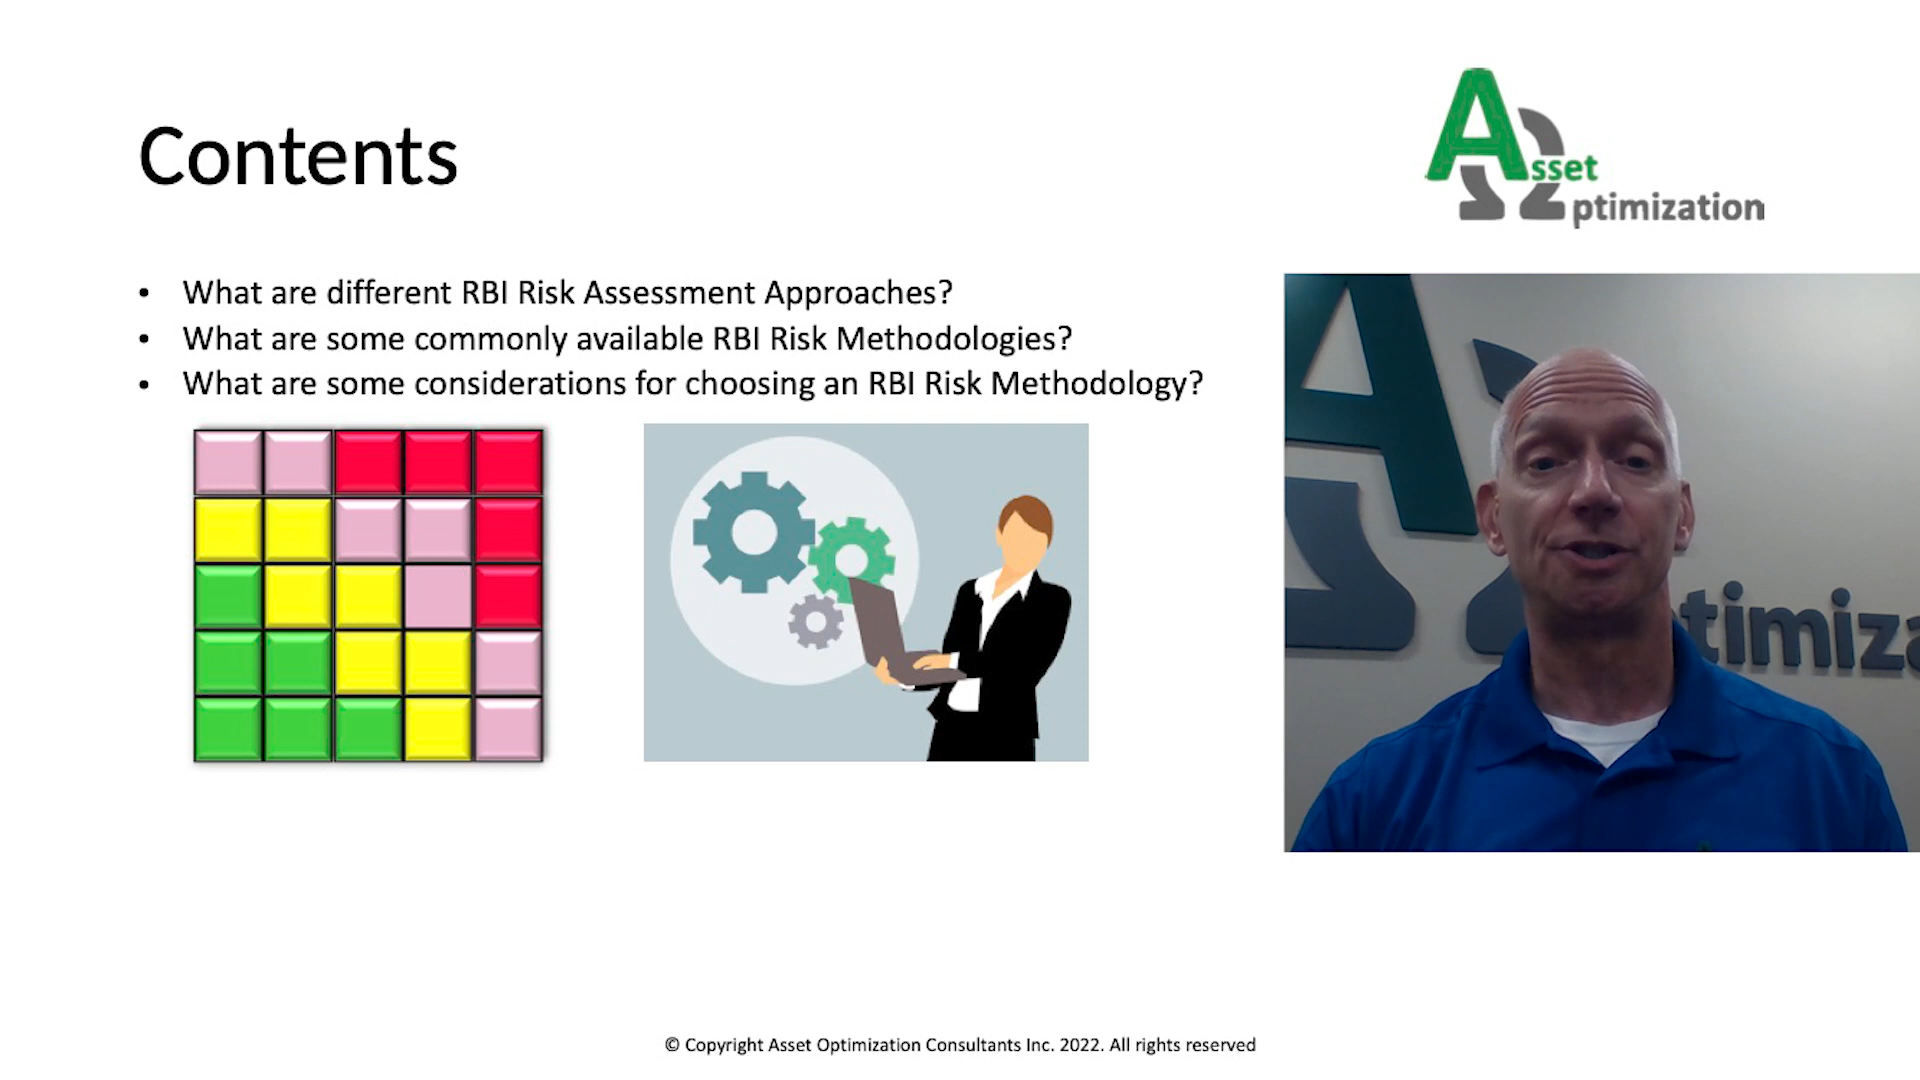 Contents
Asset
Optimization
• What are different RBI Risk Assessment Approaches?
• What are some commonly available RBI Risk Methodologies?
• What are some considerations for choosing an RBI Risk Methodology?
A
timiza
© Copyright Asset Optimization Consultants Inc. 2022. All rights reserved